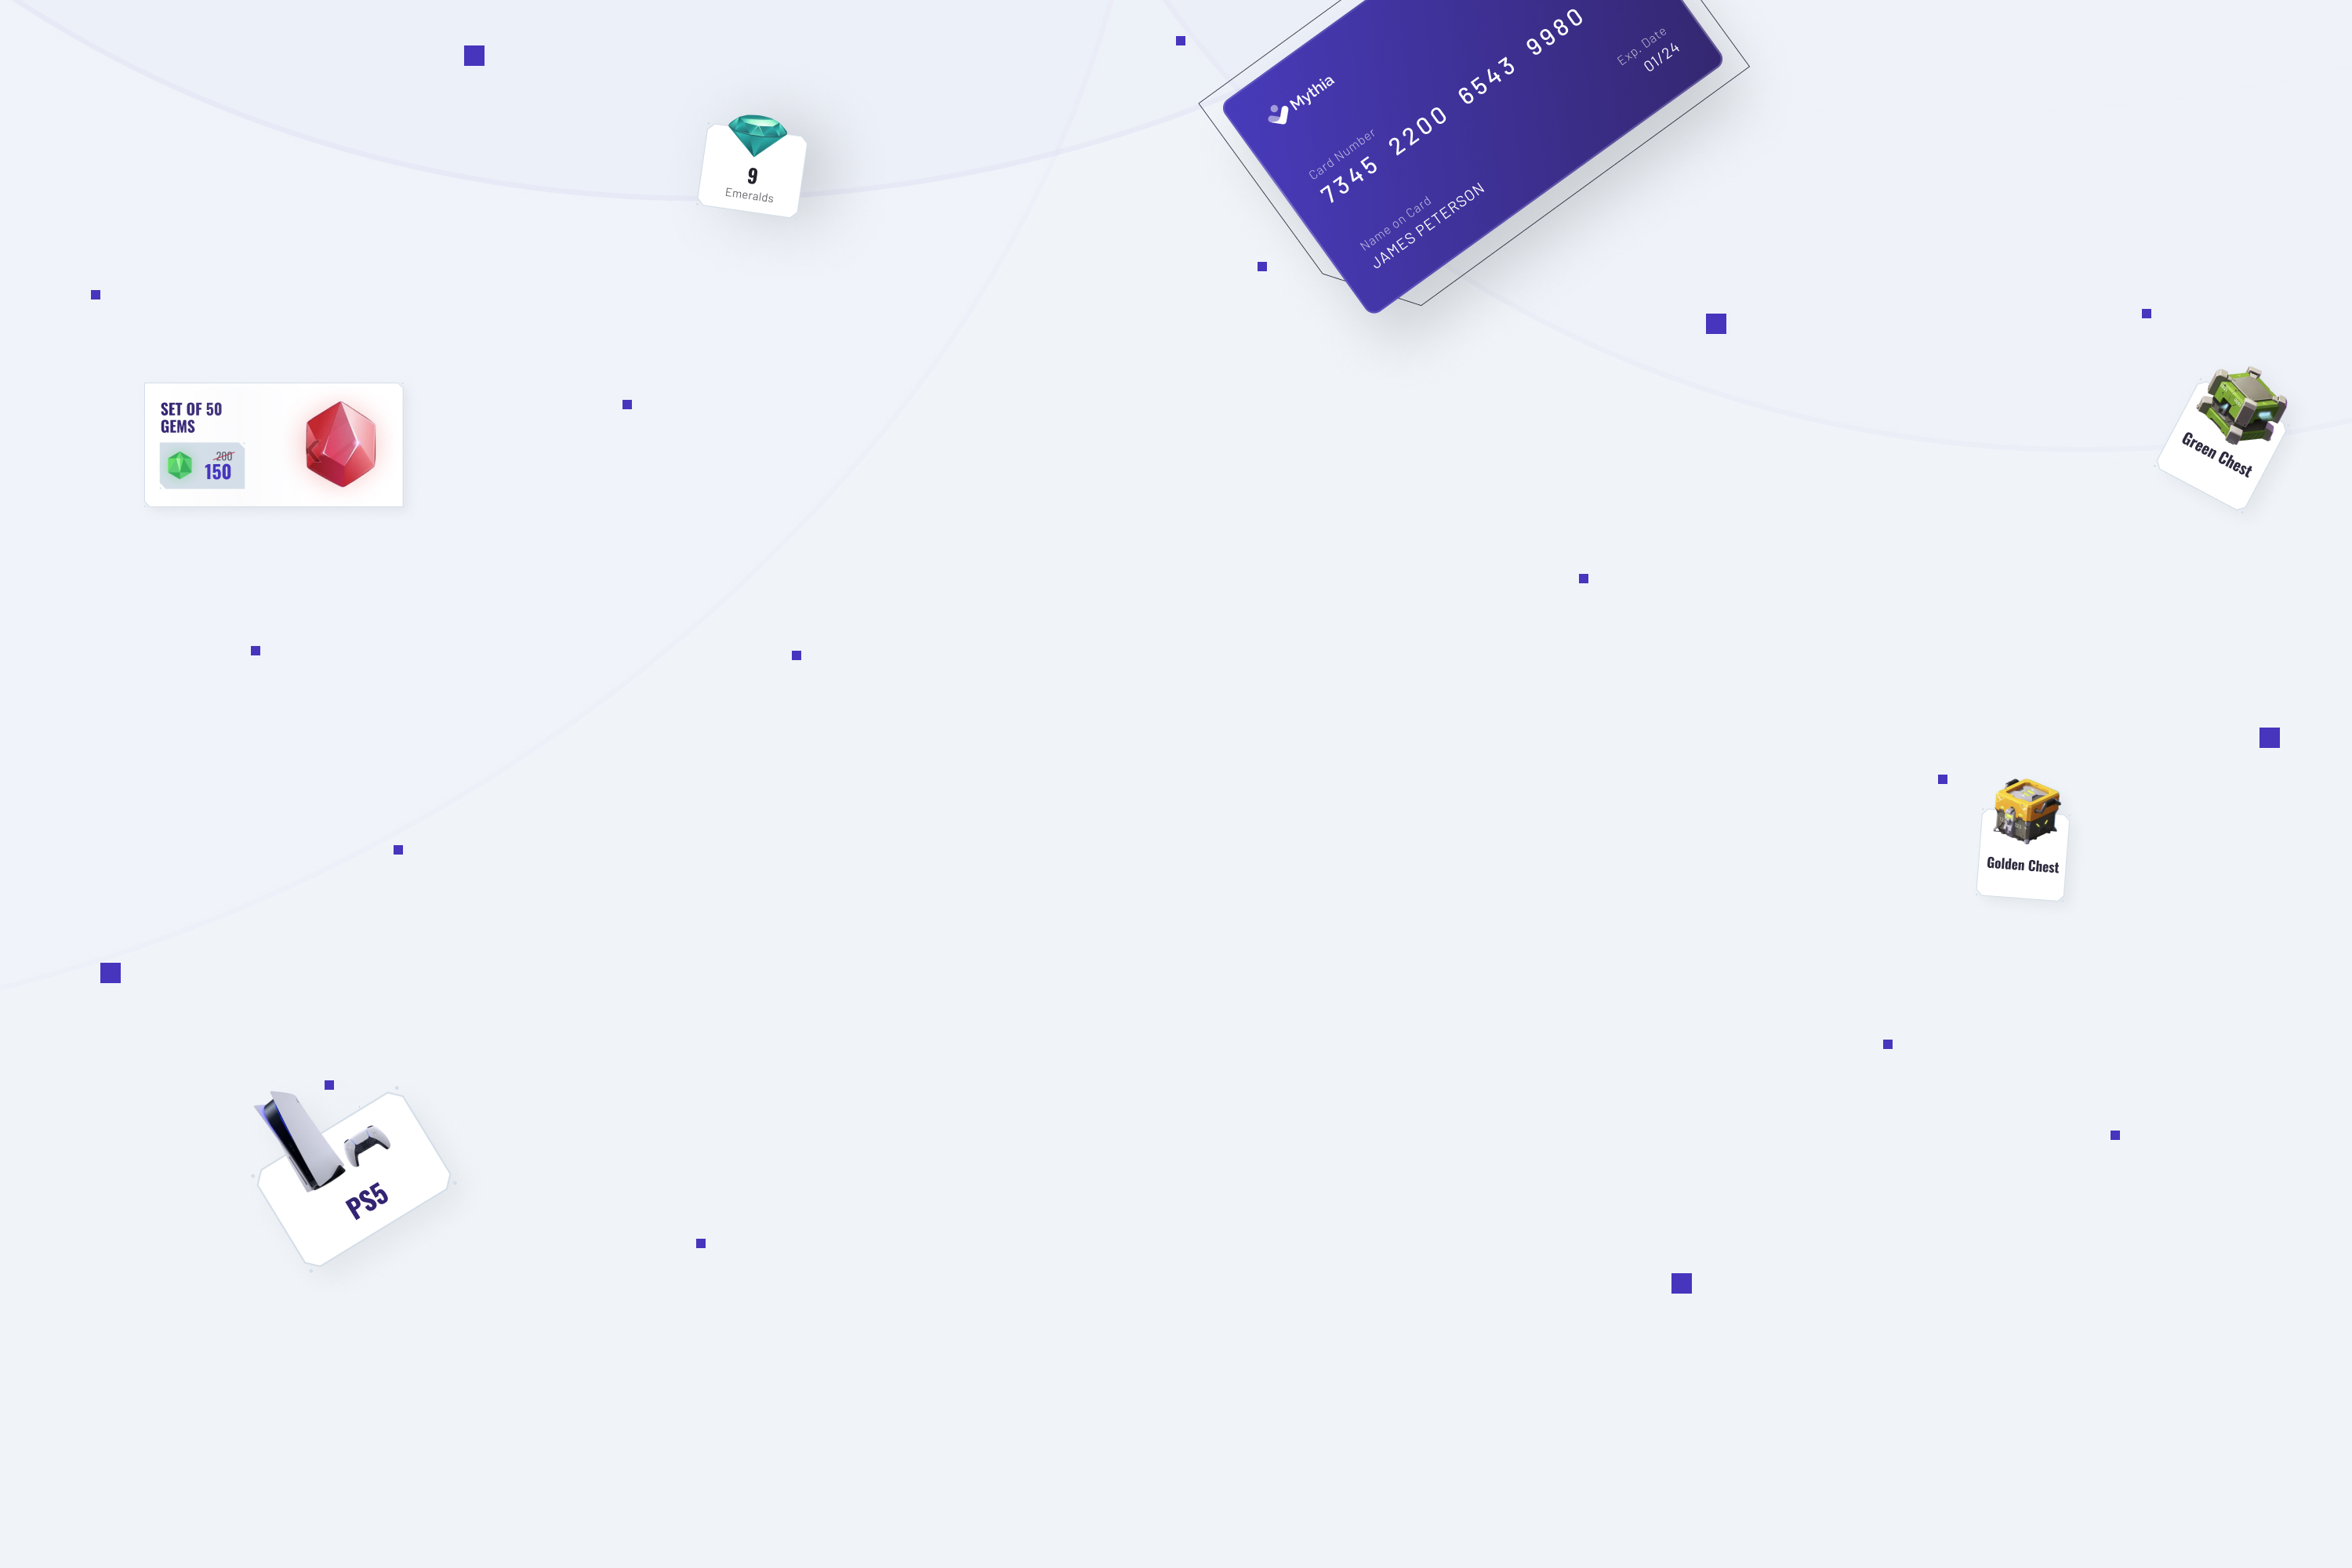 Mythia
Card Number
7345 2200 6543 9980
Exp. Date
01/24
Name on Card
JAMES PETERSON
9
Emeralds
SET OF 50
GEMS
200
150
Green Chest
Golden Chest
PS5